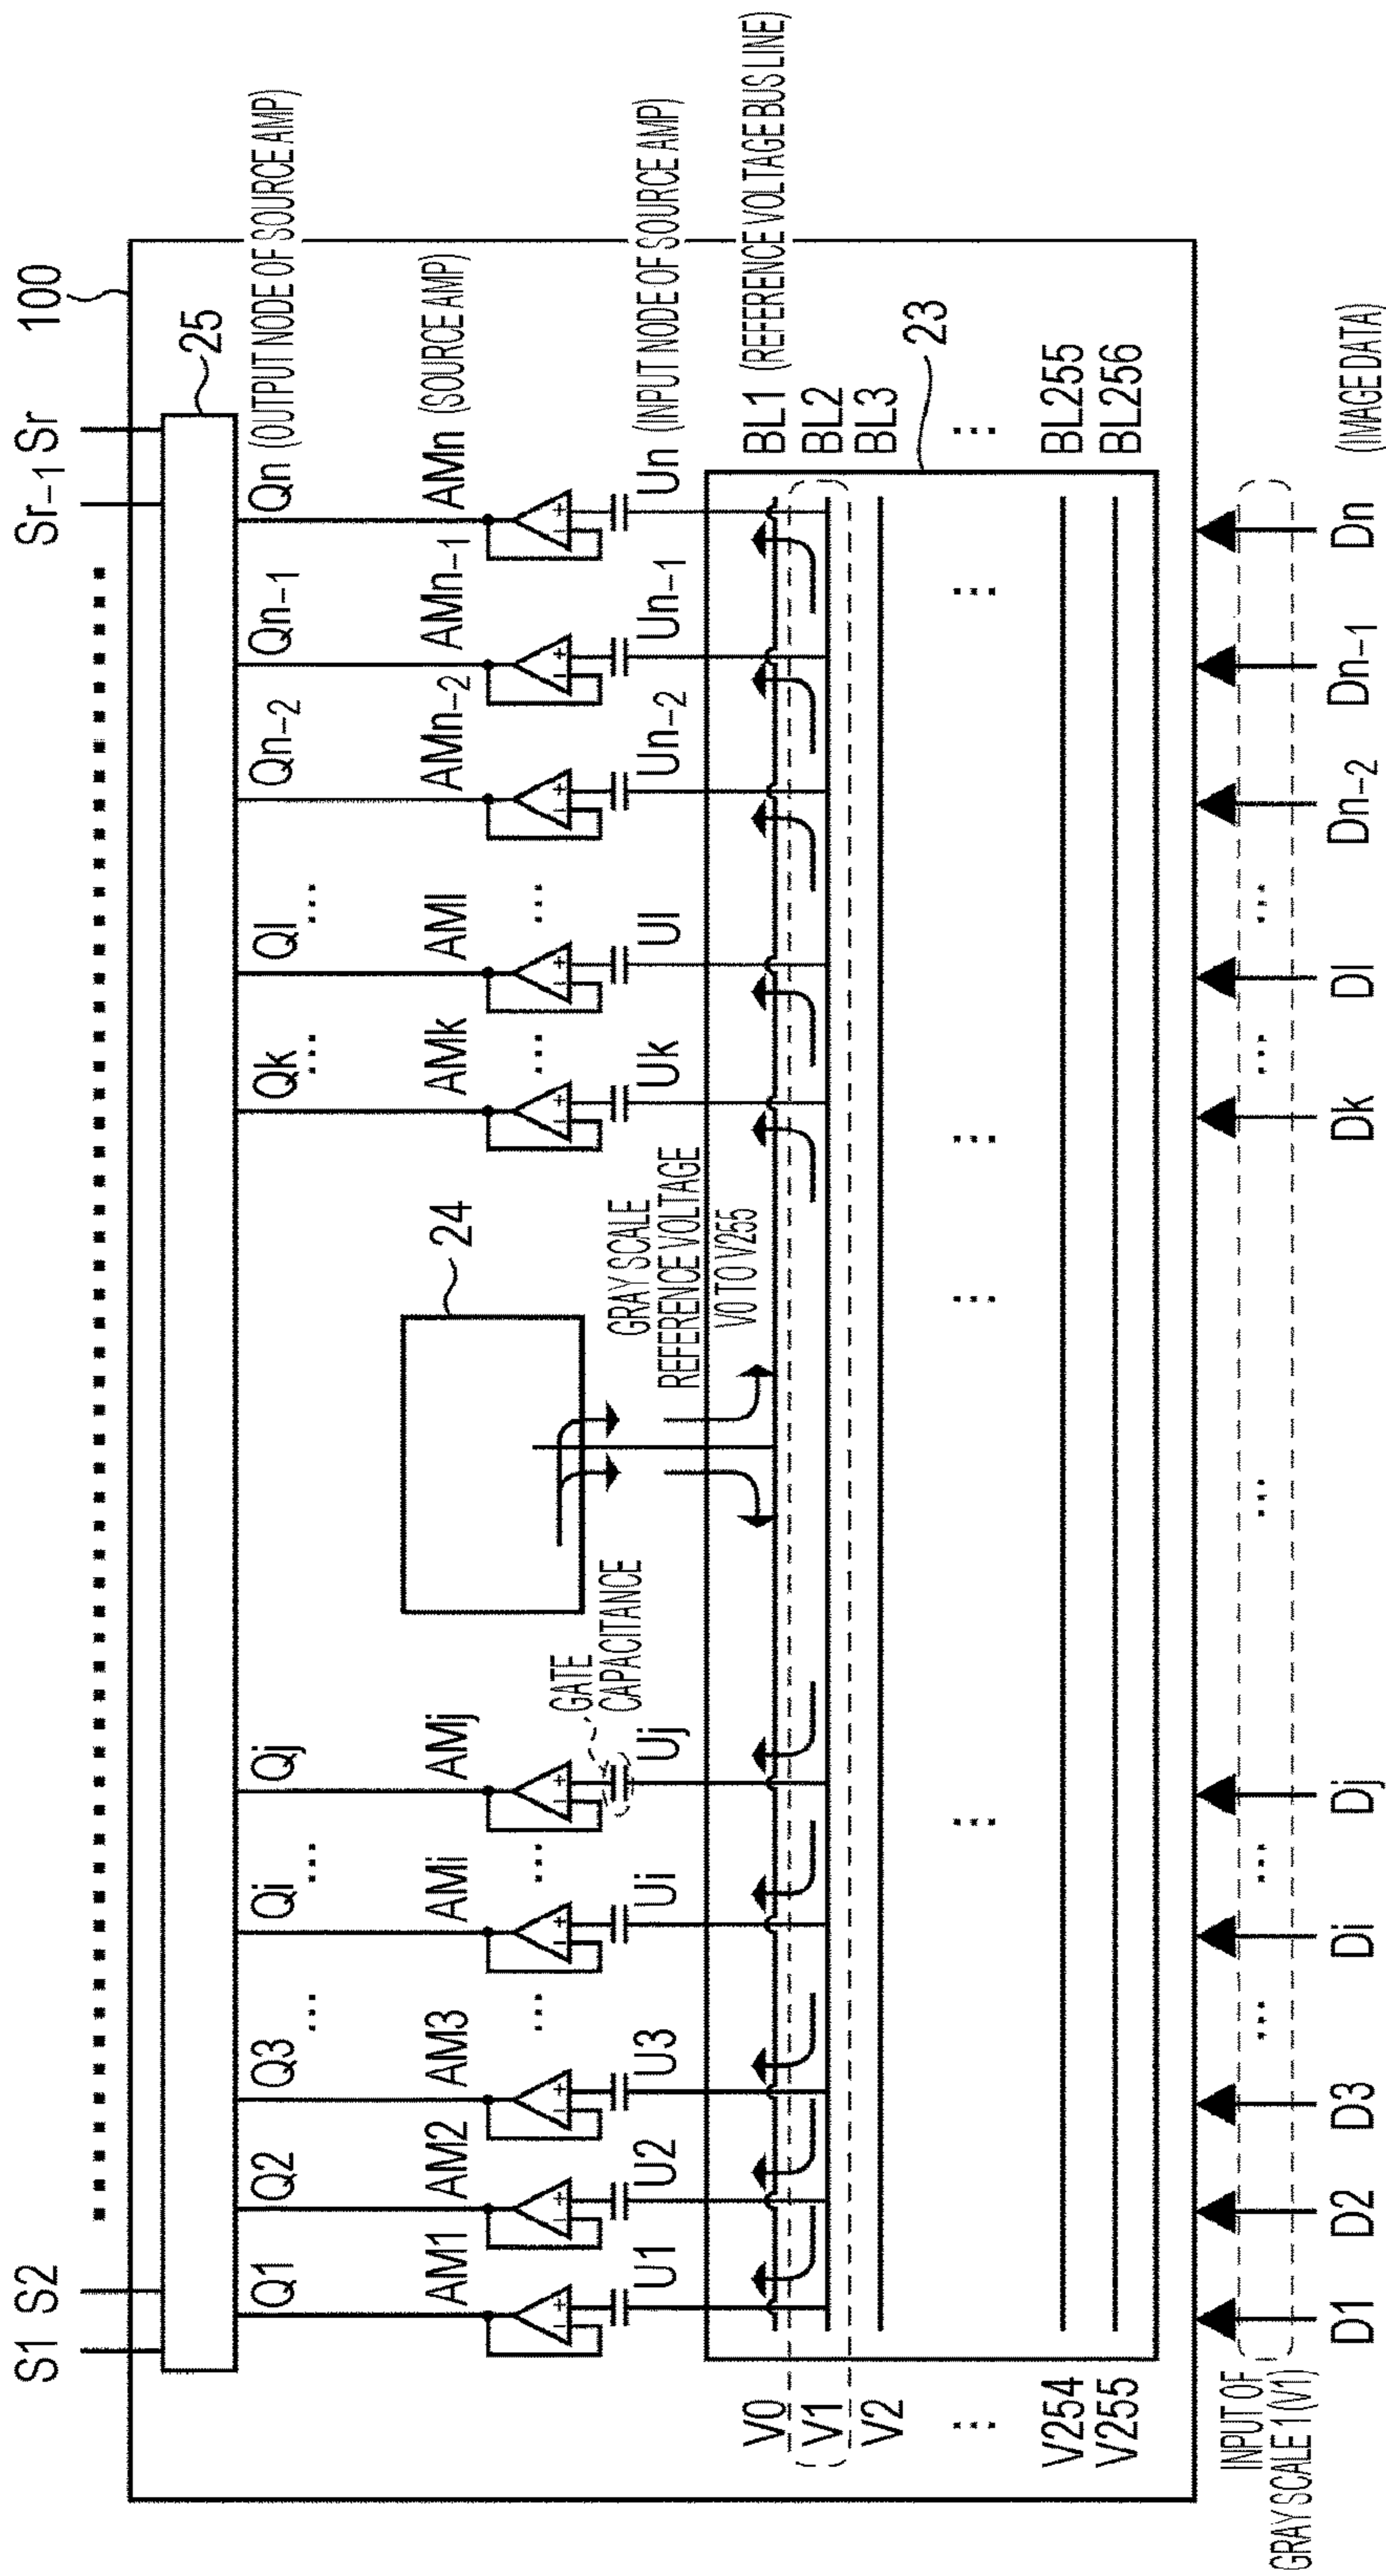 S1 S2 Sr-1 Sr 100
25
Q1 Q2 Q3 Qi Qj Qk Ql Qn-2 Qn-1 Qn (OUTPUT NODE OF SOURCE AMP)
... ... ... ...
24
AM1 AM2 AM3 AMi AMj AMk AMl AMn-2 AMn-1 AMn (SOURCE AMP)
... ... ... ...
GATE
CAPACITANCE
GRAY SCALE
REFERENCE VOLTAGE
V0 TO V255
U1 U2 U3 Ui Uj Uk Ul Un-2 Un-1 Un (INPUT NODE OF SOURCE AMP)
V0 BL1 (REFERENCE VOLTAGE BUS LINE)
V1 BL2
V2 BL3
23
... ... ... ... ... ...
V254 BL255
V255 BL256
INPUT OF
GRAY SCALE 1 (V1)
... ... ... ... ...
D1 D2 D3 Di Dj Dk Dl Dn-2 Dn-1 Dn (IMAGE DATA)